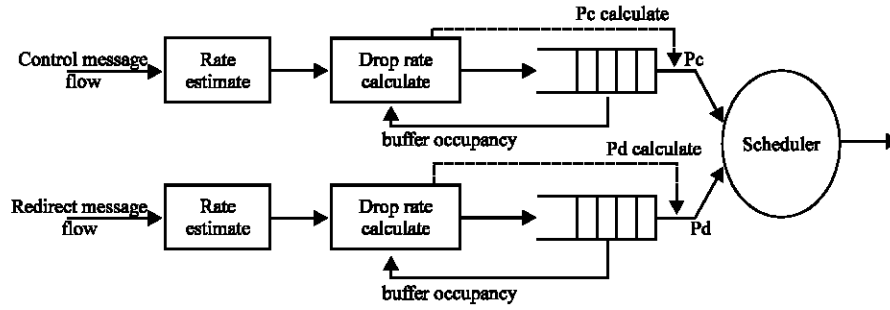 Pc calculate
Control message
flow
Rate
estimate
Drop rate
calculate
Pc
buffer occupancy
Scheduler
Pd calculate
Redirect message
flow
Rate
estimate
Drop rate
calculate
Pd
buffer occupancy